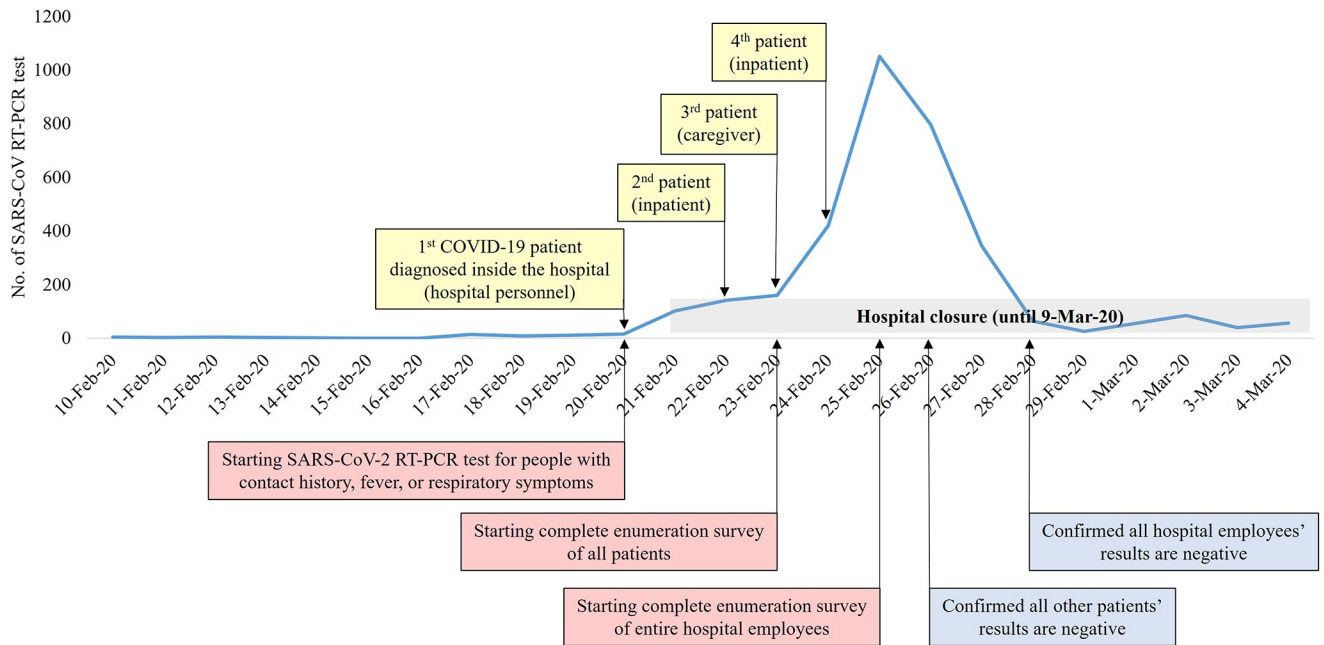 No. of SARS-CoV RT-PCR test
1200
1000
800
600
400
200
0
4th patient
(inpatient)
3rd patient
(caregiver)
2nd patient
(inpatient)
1st COVID-19 patient
diagnosed inside the hospital
(hospital personnel)
Hospital closure (until 9-Mar-20)
10-Feb-20
11-Feb-20
12-Feb-20
13-Feb-20
14-Feb-20
15-Feb-20
16-Feb-20
17-Feb-20
18-Feb-20
19-Feb-20
20-Feb-20
21-Feb-20
22-Feb-20
23-Feb-20
24-Feb-20
25-Feb-20
26-Feb-20
27-Feb-20
28-Feb-20
29-Feb-20
1-Mar-20
2-Mar-20
3-Mar-20
4-Mar-20
Starting SARS-CoV-2 RT-PCR test for people with
contact history, fever, or respiratory symptoms
Starting complete enumeration survey
of all patients
Confirmed all hospital employees’
results are negative
Starting complete enumeration survey
of entire hospital employees
Confirmed all other patients’
results are negative